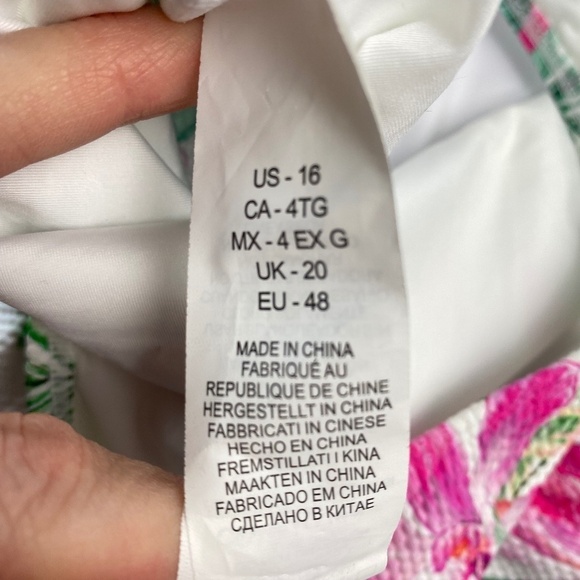 US - 16
CA - 4TG
MX - 4 EX G
UK - 20
EU - 48
MADE IN CHINA
FABRIQUÉ AU
REPUBLIQUE DE CHINE
HERGESTELLT IN CHINA
FABBRICATI IN CINESE
HECHO EN CHINA
FREMSTILLATI I KINA
MAAKTEN IN CHINA
FABRICADO EM CHINA
СДЕЛАНО В КИТАЕ